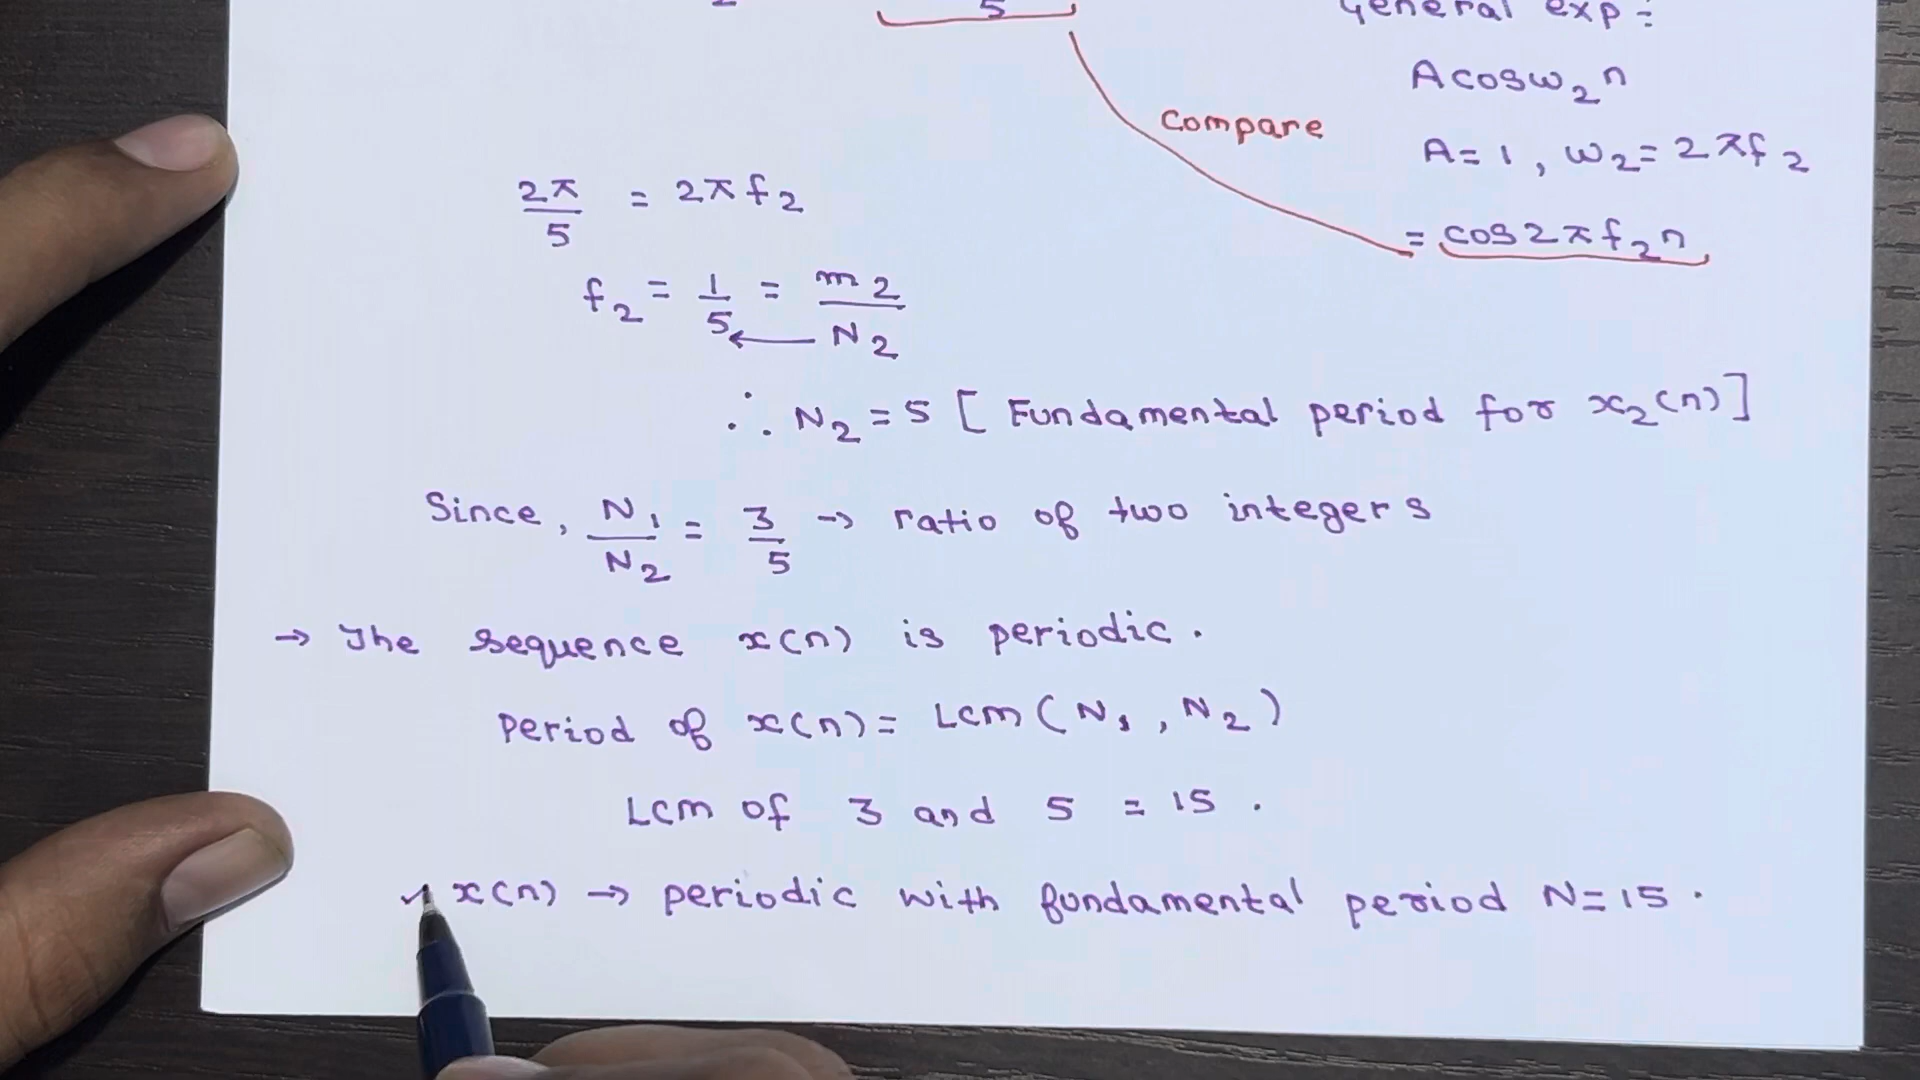 5
General exp:
A cos ω₂ n
Compare
A = 1, ω₂ = 2πf₂
2π/5 = 2πf₂
= cos 2πf₂n
f₂ = 1/5 = m₂/N₂
∴ N₂ = 5 [Fundamental period for x₂(n)]
Since, N₁/N₂ = 3/5 → ratio of two integers
→ The sequence x(n) is periodic.
Period of x(n) = Lcm (N₁, N₂)
Lcm of 3 and 5 = 15.
✓ x(n) → periodic with fundamental period N = 15.